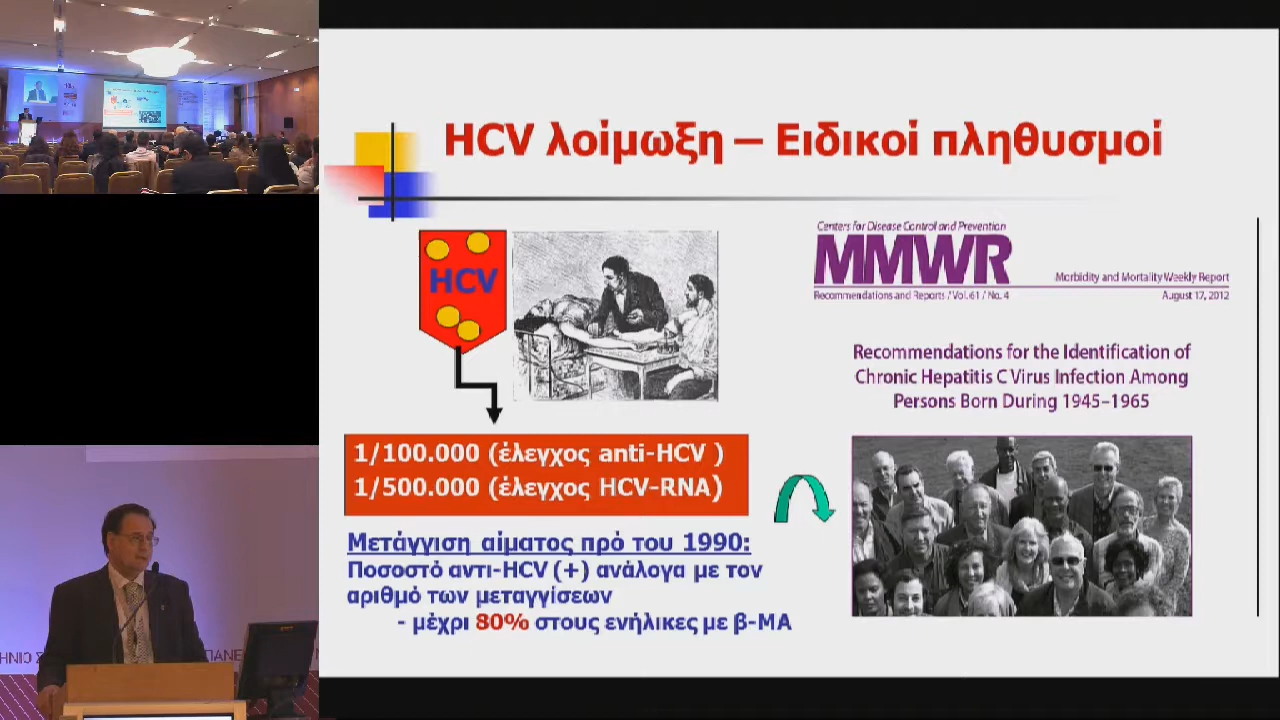 HCV λοίμωξη – Ειδικοί πληθυσμοί
HCV
1/100.000 (έλεγχος anti-HCV )
1/500.000 (έλεγχος HCV-RNA)
Μετάγγιση αίματος πρό του 1990:
Ποσοστό αντι-HCV (+) ανάλογα με τον
αριθμό των μεταγγίσεων
- μέχρι 80% στους ενήλικες με β-ΜΑ
Centers for Disease Control and Prevention
MMWR
Morbidity and Mortality Weekly Report
Recommendations and Reports / Vol. 61 / No. 4
August 17, 2012
Recommendations for the Identification of
Chronic Hepatitis C Virus Infection Among
Persons Born During 1945–1965